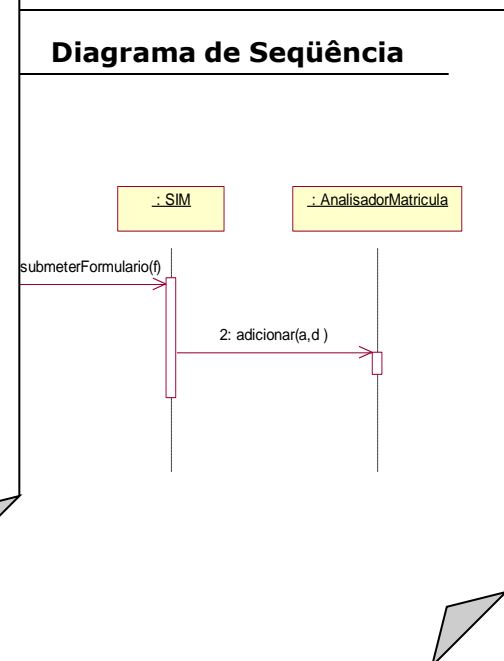 Diagrama de Seqüência
: SIM
: AnalisadorMatricula
submeterFormulario(f)
2: adicionar(a,d )